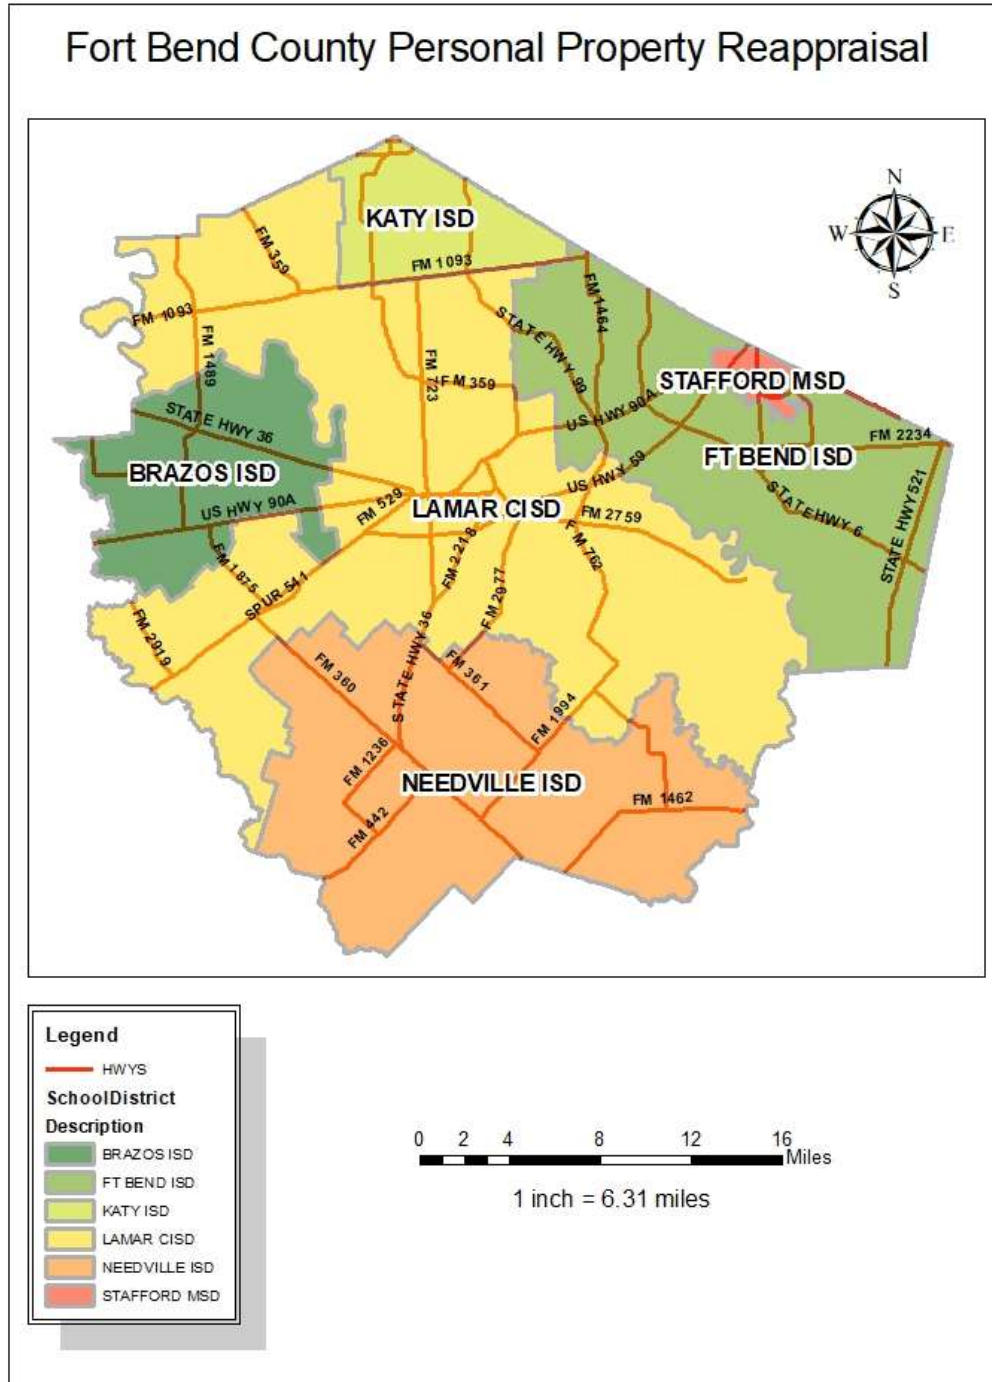 Fort Bend County Personal Property Reappraisal
N
W E
S
KATY ISD
FM 359
FM 1093
FM 1093
FM 1464
STATE HWY 99
FM 1489
FM 723
FM 359
STAFFORD MSD
US HWY 90A
STATE HWY 36
FM 2234
BRAZOS ISD
FT BEND ISD
US HWY 59
STATE HWY 6
STATE HWY 521
US HWY 90A
FM 529
LAMAR CISD
FM 2759
FM 762
FM 2218
FM 2977
FM 1875
SPUR 541
FM 2919
STATE HWY 36
FM 360
FM 361
FM 1994
FM 1236
NEEDVILLE ISD
FM 1462
FM 442
Legend
HWYS
SchoolDistrict
Description
BRAZOS ISD
FT BEND ISD
KATY ISD
LAMAR CISD
NEEDVILLE ISD
STAFFORD MSD
0 2 4 8 12 16
Miles
1 inch = 6.31 miles